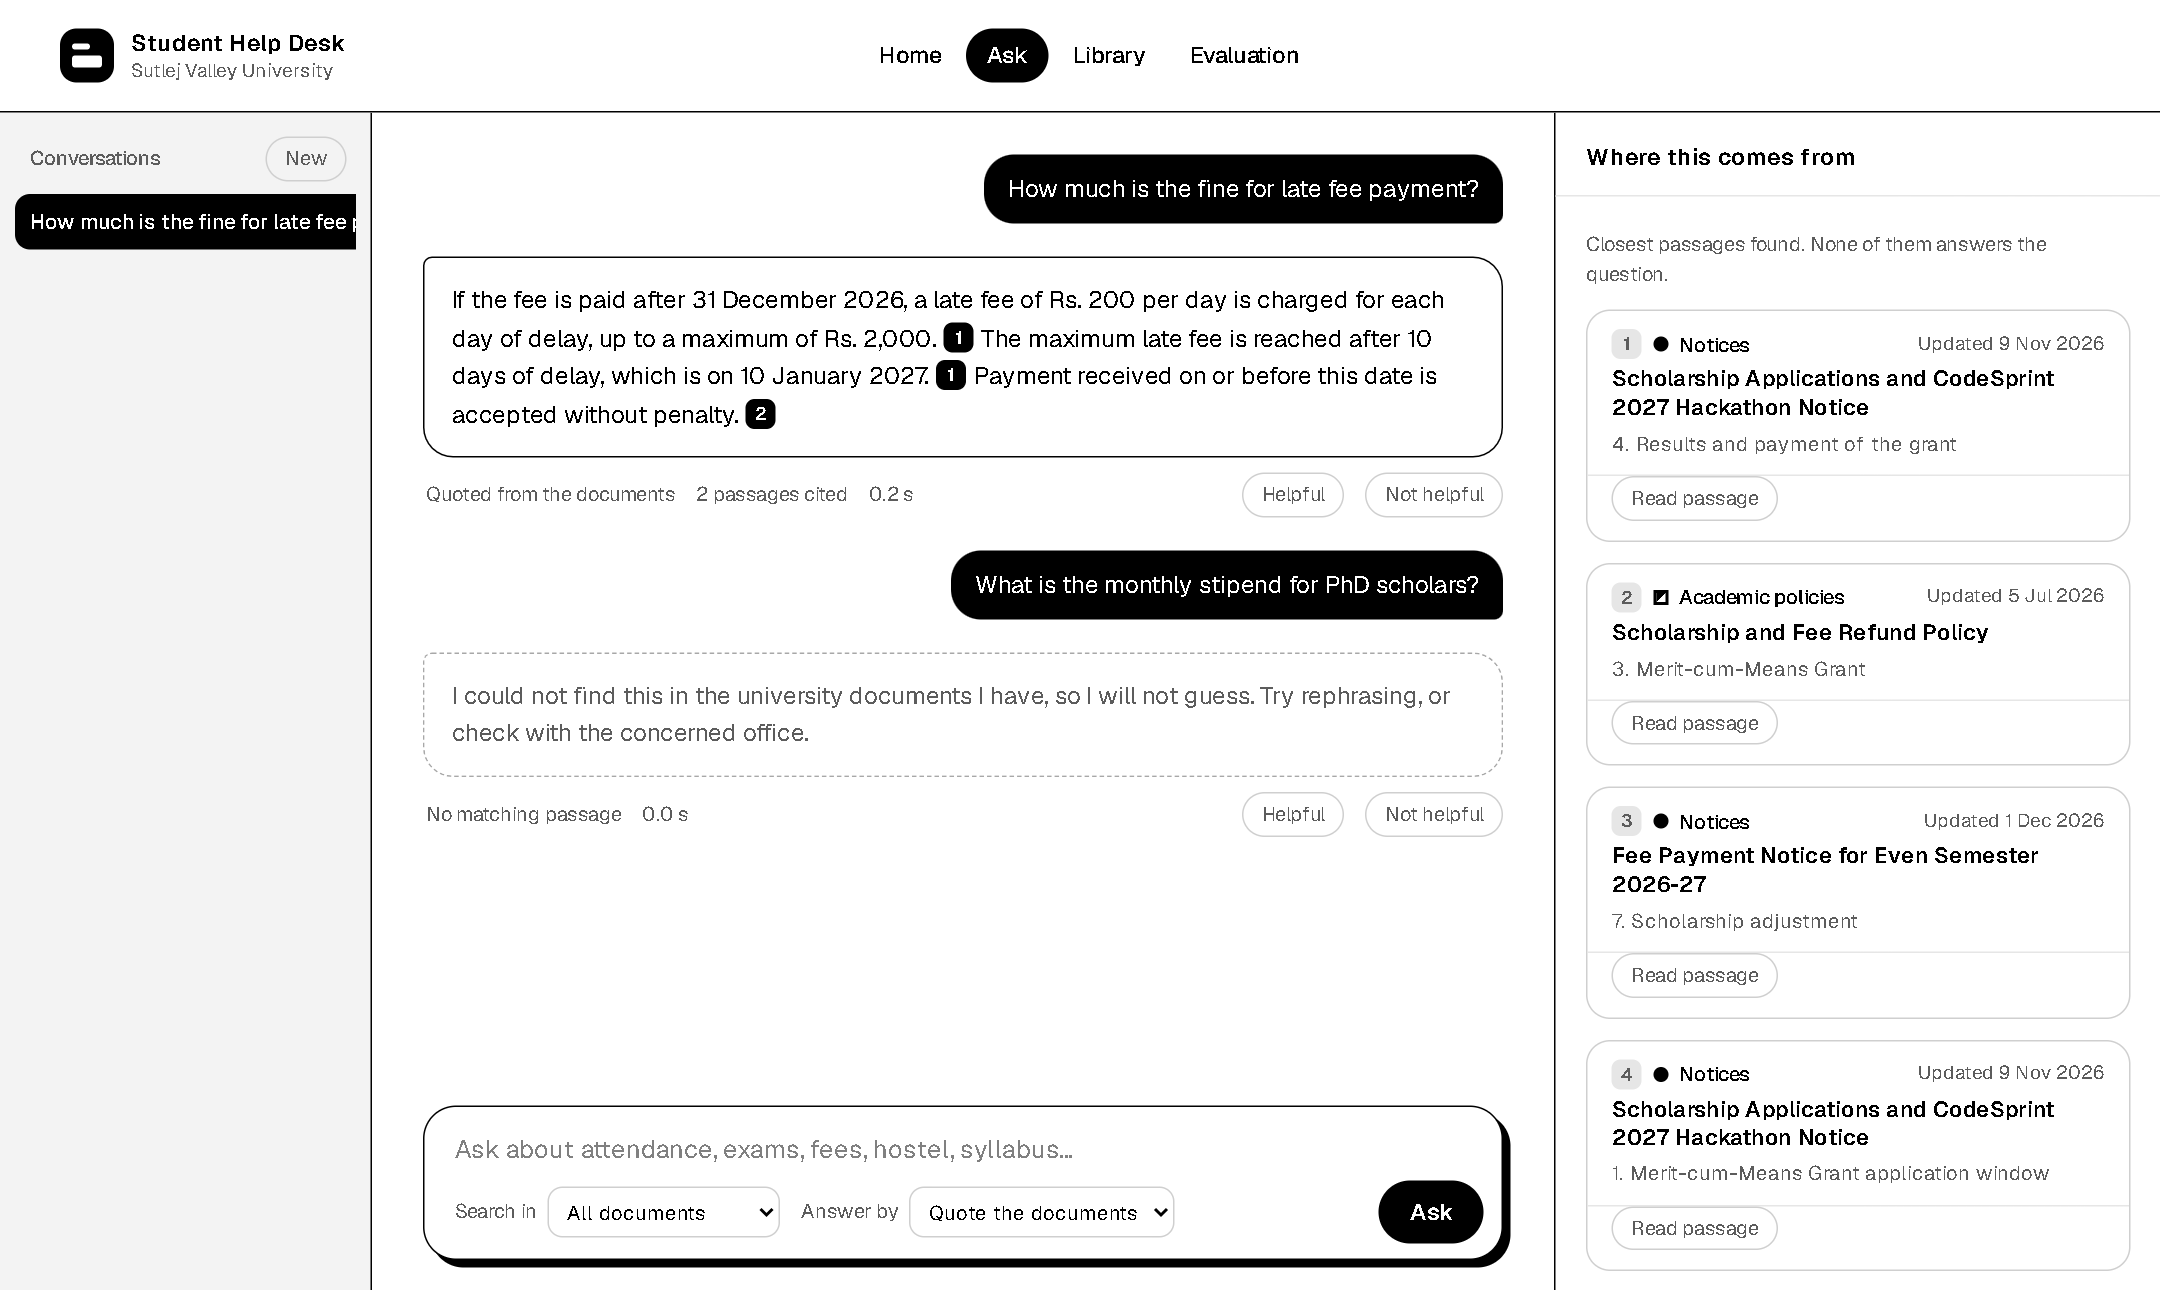 Student Help Desk
Sutlej Valley University
Home
Ask
Library
Evaluation
Conversations
New
How much is the fine for late fee
How much is the fine for late fee payment?
If the fee is paid after 31 December 2026, a late fee of Rs. 200 per day is charged for each
day of delay, up to a maximum of Rs. 2,000. 1 The maximum late fee is reached after 10
days of delay, which is on 10 January 2027. 1 Payment received on or before this date is
accepted without penalty. 2
Quoted from the documents 2 passages cited 0.2 s
Helpful
Not helpful
What is the monthly stipend for PhD scholars?
I could not find this in the university documents I have, so I will not guess. Try rephrasing, or
check with the concerned office.
No matching passage 0.0 s
Helpful
Not helpful
Ask about attendance, exams, fees, hostel, syllabus...
Search in
All documents
Answer by
Quote the documents
Ask
Where this comes from
Closest passages found. None of them answers the
question.
1 Notices Updated 9 Nov 2026
Scholarship Applications and CodeSprint
2027 Hackathon Notice
4. Results and payment of the grant
Read passage
2 Academic policies Updated 5 Jul 2026
Scholarship and Fee Refund Policy
3. Merit-cum-Means Grant
Read passage
3 Notices Updated 1 Dec 2026
Fee Payment Notice for Even Semester
2026-27
7. Scholarship adjustment
Read passage
4 Notices Updated 9 Nov 2026
Scholarship Applications and CodeSprint
2027 Hackathon Notice
1. Merit-cum-Means Grant application window
Read passage